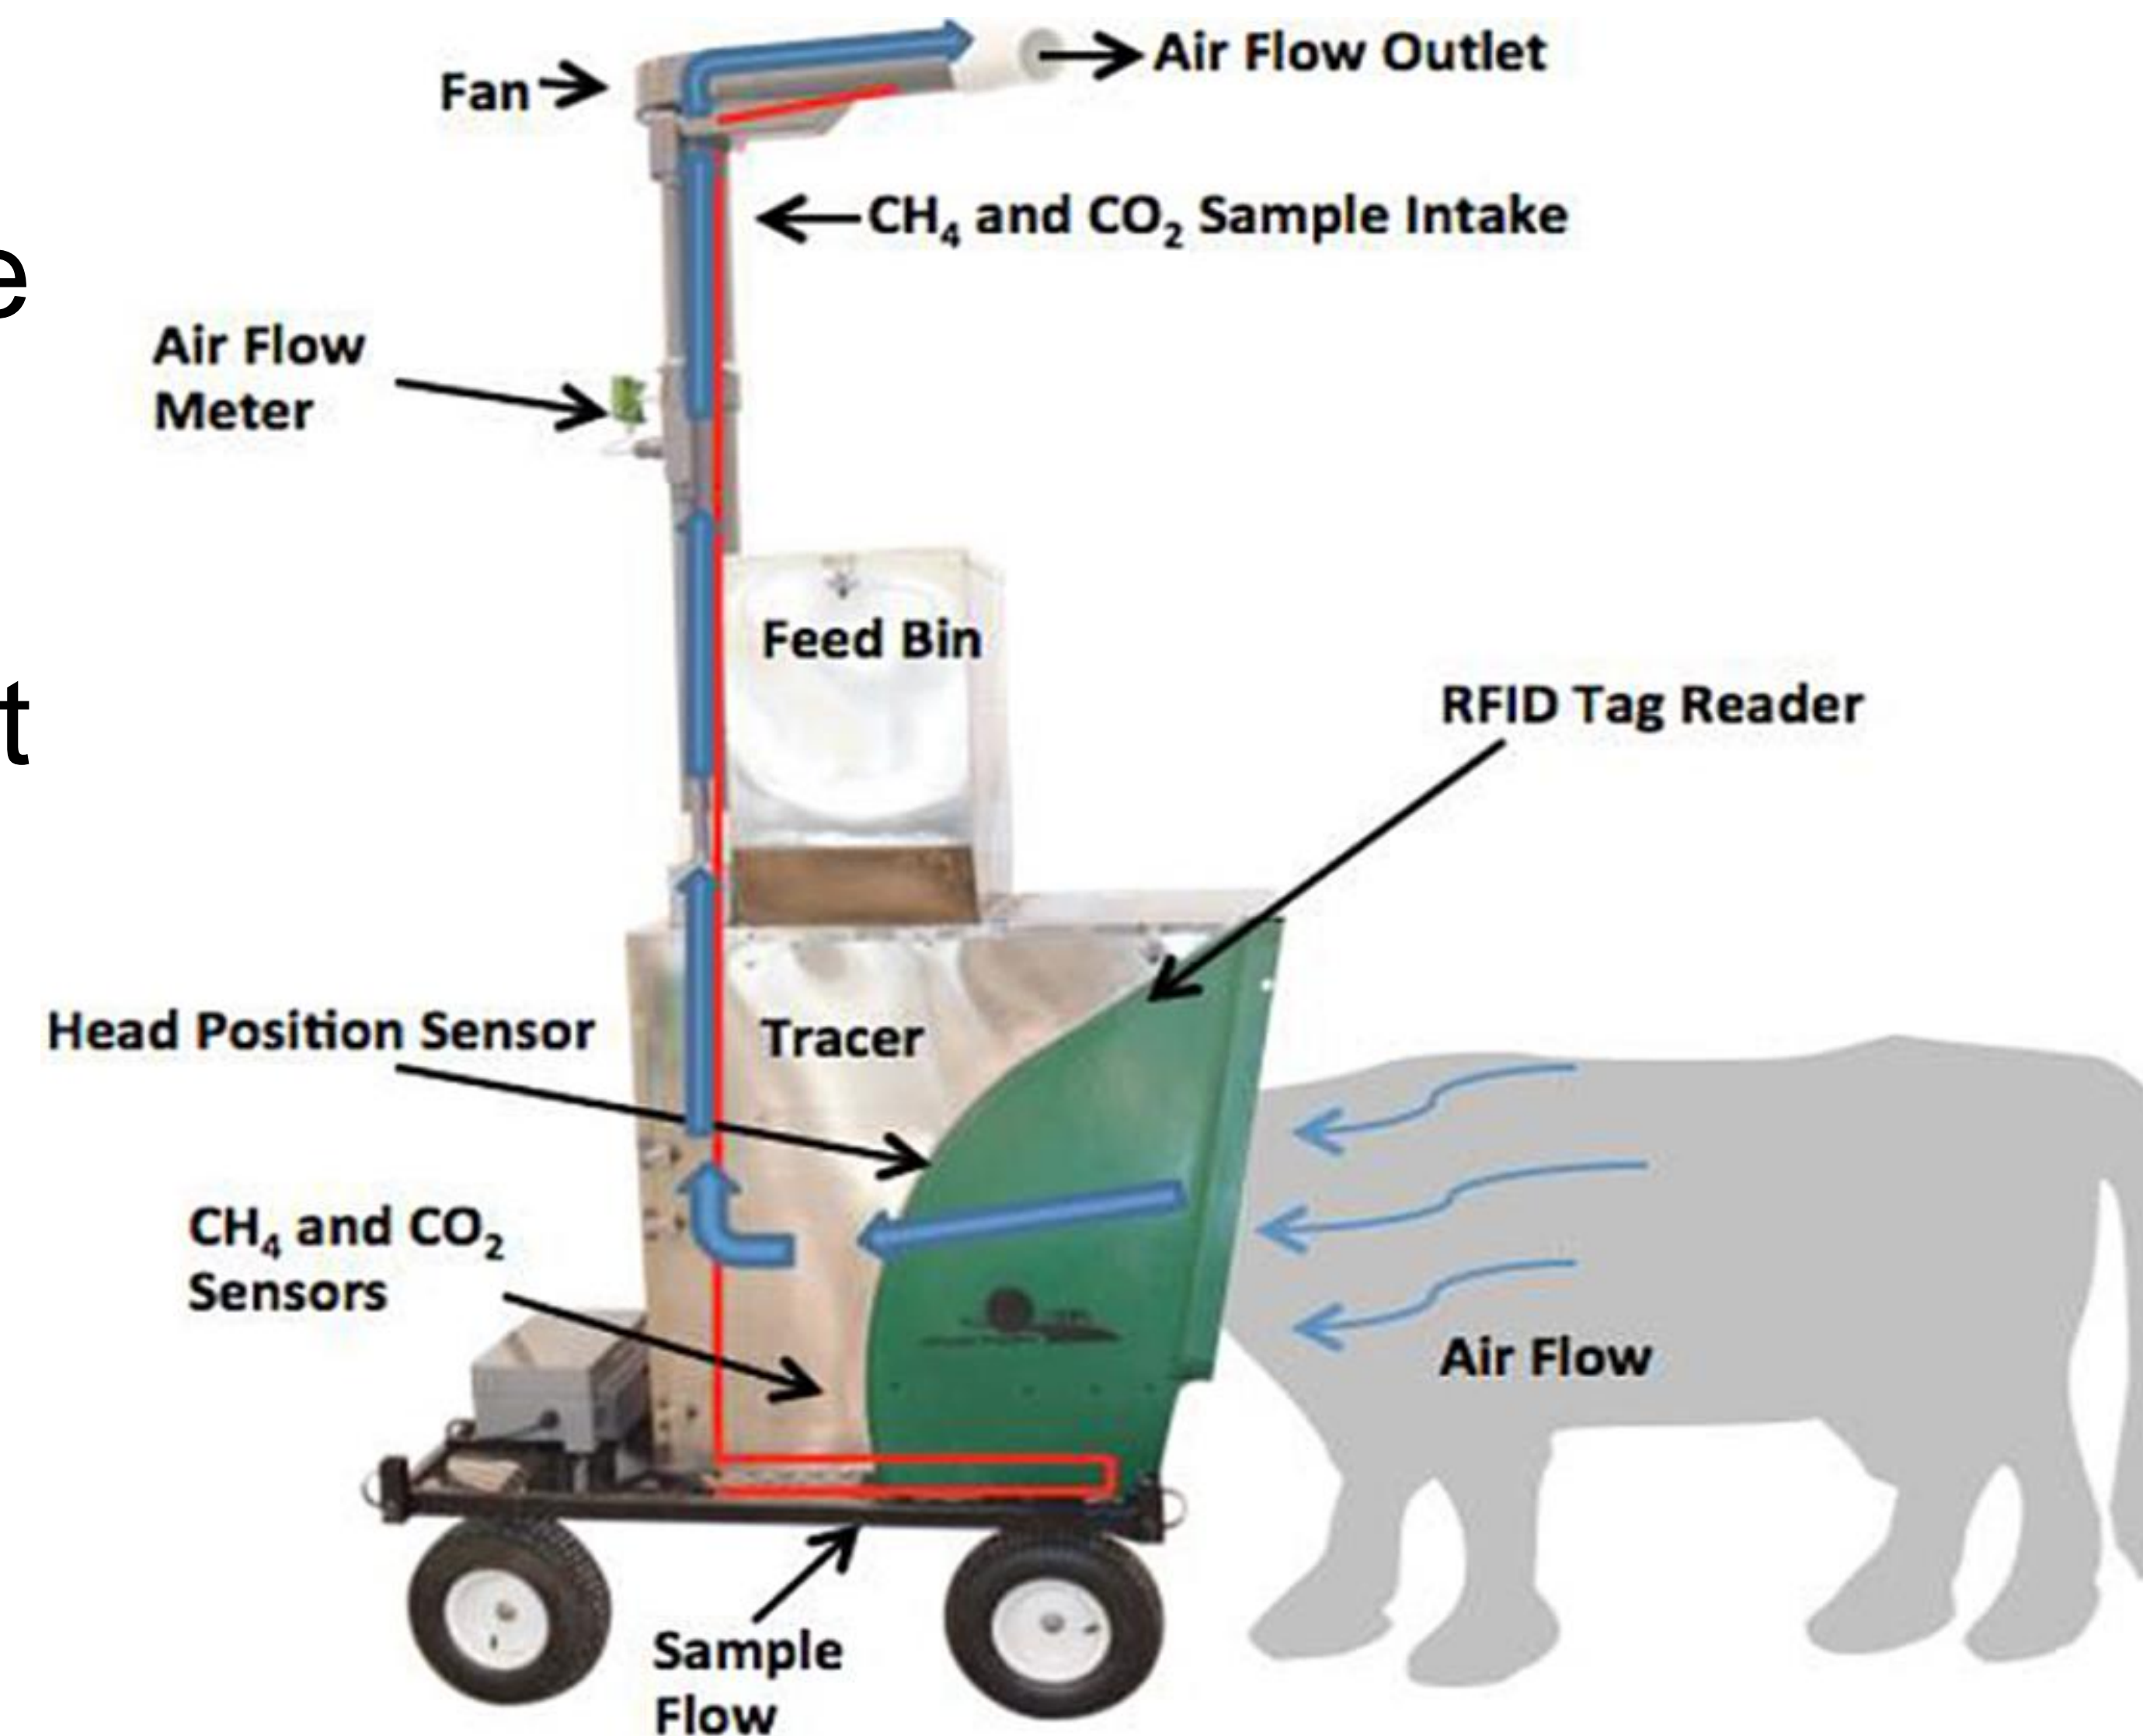 Air Flow Outlet
Fan
CH₄ and CO₂ Sample Intake
e
Air Flow
Meter
Feed Bin
t
RFID Tag Reader
Head Position Sensor
Tracer
CH₄ and CO₂
Sensors
Air Flow
Sample
Flow